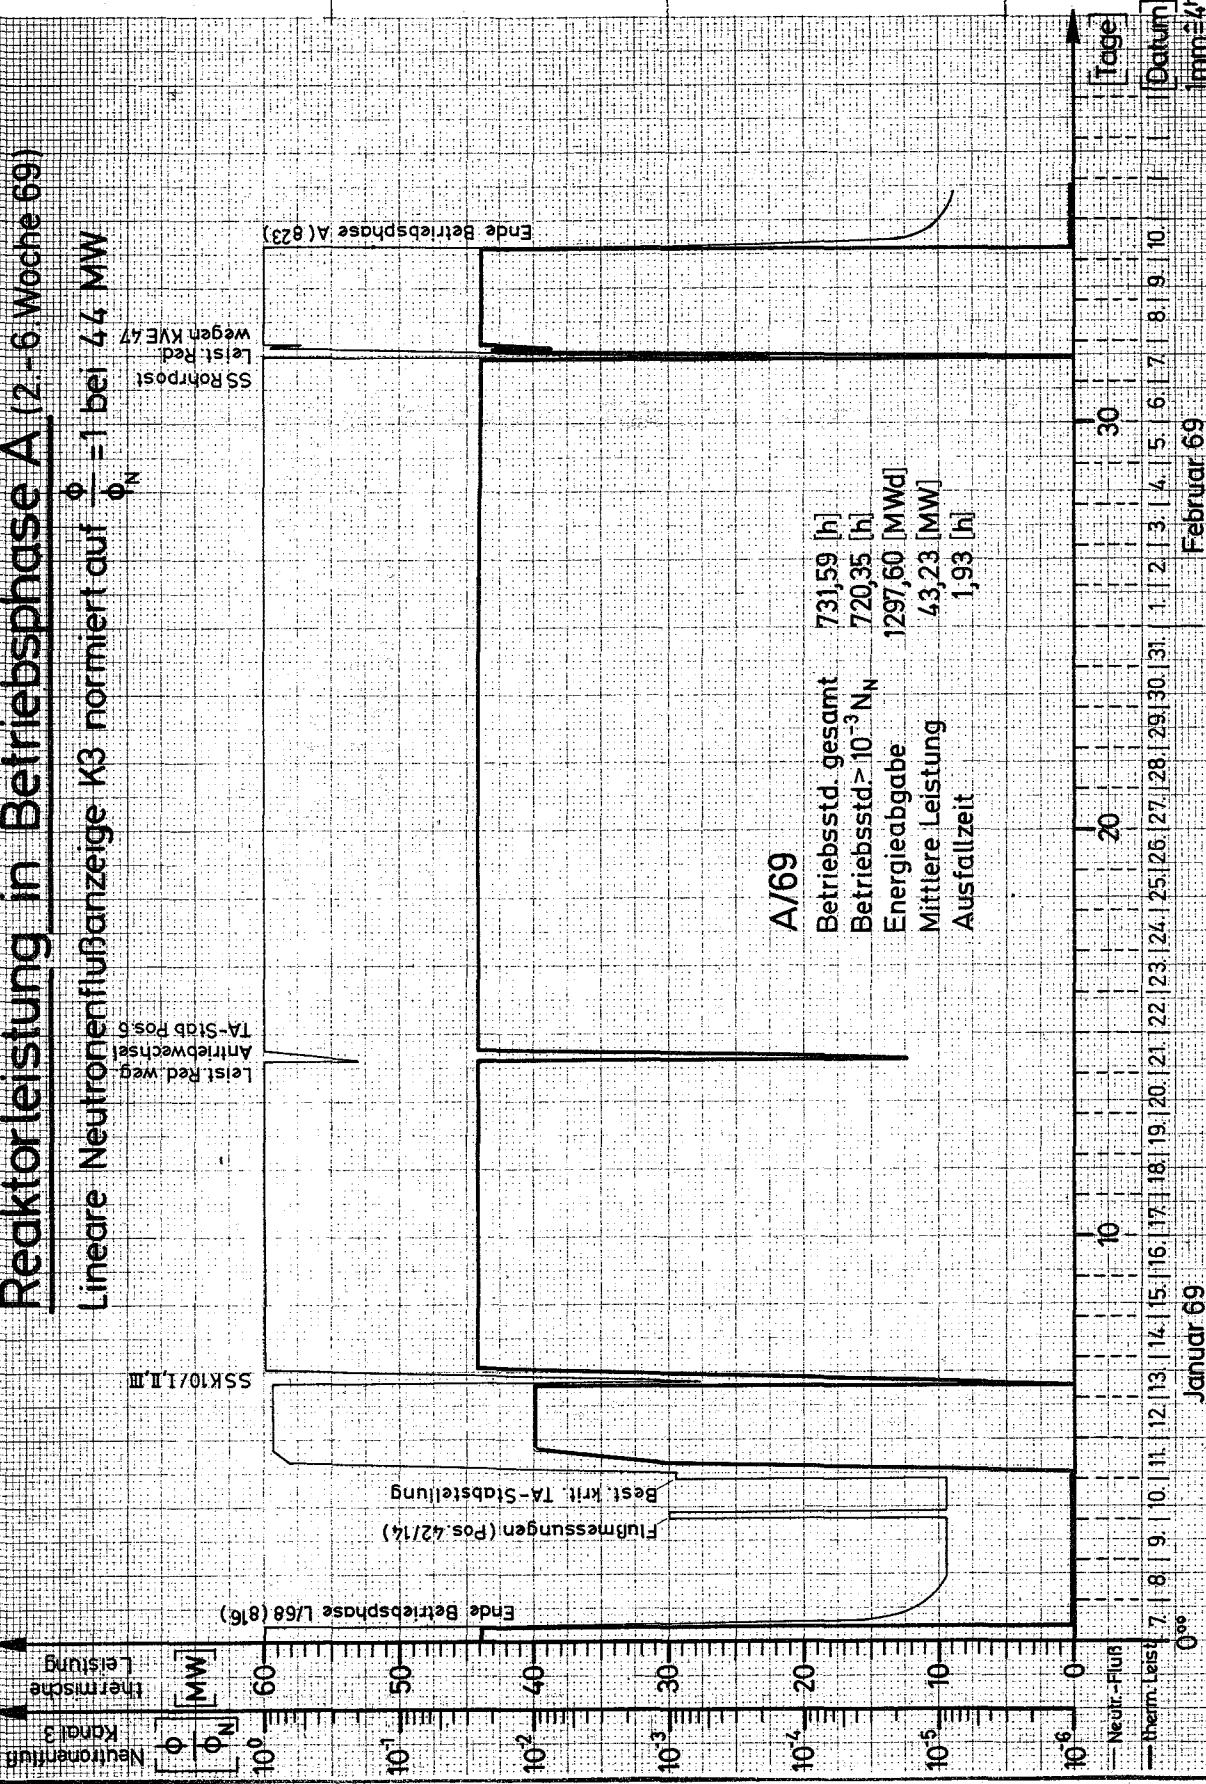 Reaktorleistung in Betriebsphase A (2.-6.Woche 69)
Lineare Neutronenflußanzeige K3 normiert auf ϕ/ϕN =1 bei 44 MW
Neutronenfluß
Kanal 3
[ϕ/ϕN]
thermische
Leistung
[MW]
10⁰ 60
10⁻¹ 50
10⁻² 40
10⁻³ 30
10⁻⁴ 20
10⁻⁵ 10
10⁻⁶ 0
Ende Betriebsphase L/68 (816)
Flußmessungen (Pos. 42/14)
Best. krit. TA-Stabstellung
SSK10/I,II,III
Leist. Red. weg.
Antriebwechsel
TA-Stab Pos.6
SS Rohrpost
Leist. Red.
wegen KVE 47
Ende Betriebsphase A (823)
A/69
Betriebsstd. gesamt 731,59 [h]
Betriebsstd.> 10⁻³ NN 720,35 [h]
Energieabgabe 1297,60 [MWd]
Mittlere Leistung 43,23 [MW]
Ausfallzeit 1,93 [h]
— Neutr.-Fluß
10 20 30 [Tage]
— therm. Leist.
7. 8. 9. 10. 11. 12. 13. 14. 15. 16. 17. 18. 19. 20. 21. 22. 23. 24. 25. 26. 27. 28. 29. 30. 31. 1. 2. 3. 4. 5. 6. 7. 8. 9. 10. [Datum]
0⁰⁰ Januar 69 Februar 69 1mm≙4h